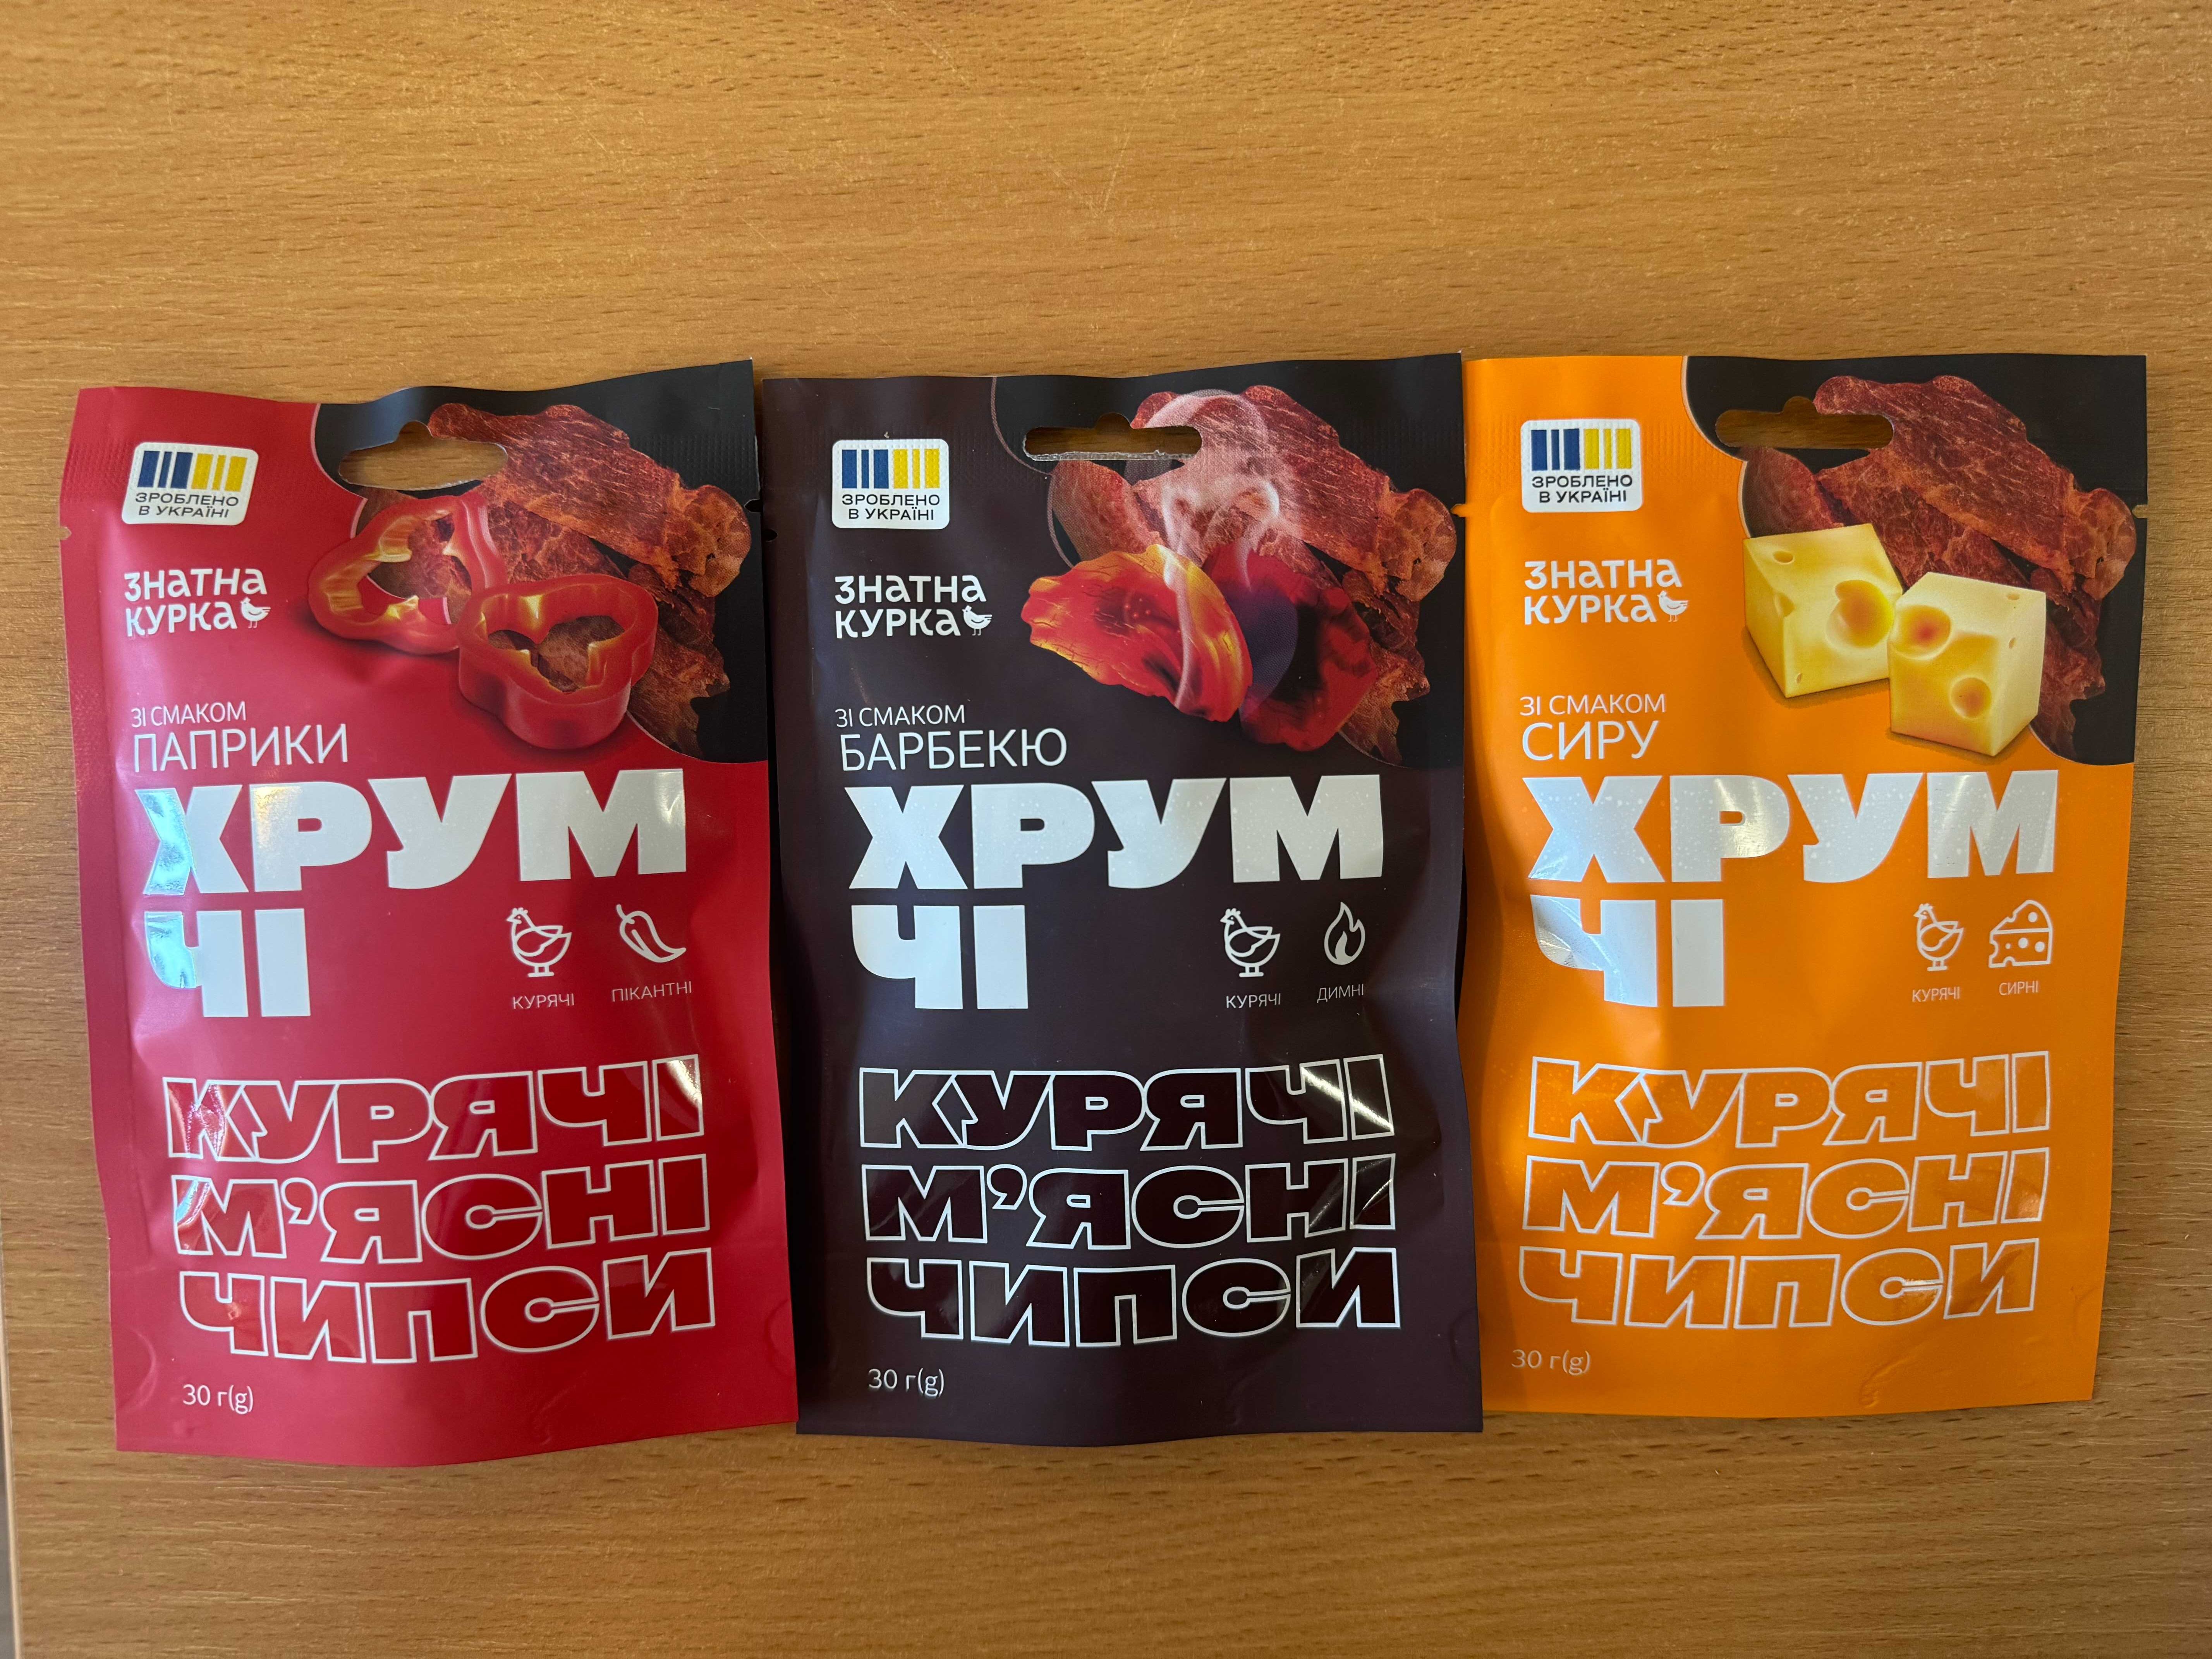 ЗРОБЛЕНО
В УКРАЇНІ
ЗНАТНА
КУРКА
ЗІ СМАКОМ
ПАПРИКИ
ХРУМ
ЧІ
КУРЯЧІ
ПІКАНТНІ
КУРЯЧІ
М’ЯСНІ
ЧИПСИ
30 г(g)
ЗРОБЛЕНО
В УКРАЇНІ
ЗНАТНА
КУРКА
ЗІ СМАКОМ
БАРБЕКЮ
ХРУМ
ЧІ
КУРЯЧІ
ДИМНІ
КУРЯЧІ
М’ЯСНІ
ЧИПСИ
30 г(g)
ЗРОБЛЕНО
В УКРАЇНІ
ЗНАТНА
КУРКА
ЗІ СМАКОМ
СИРУ
ХРУМ
ЧІ
КУРЯЧІ
СИРНІ
КУРЯЧІ
М’ЯСНІ
ЧИПСИ
30 г(g)